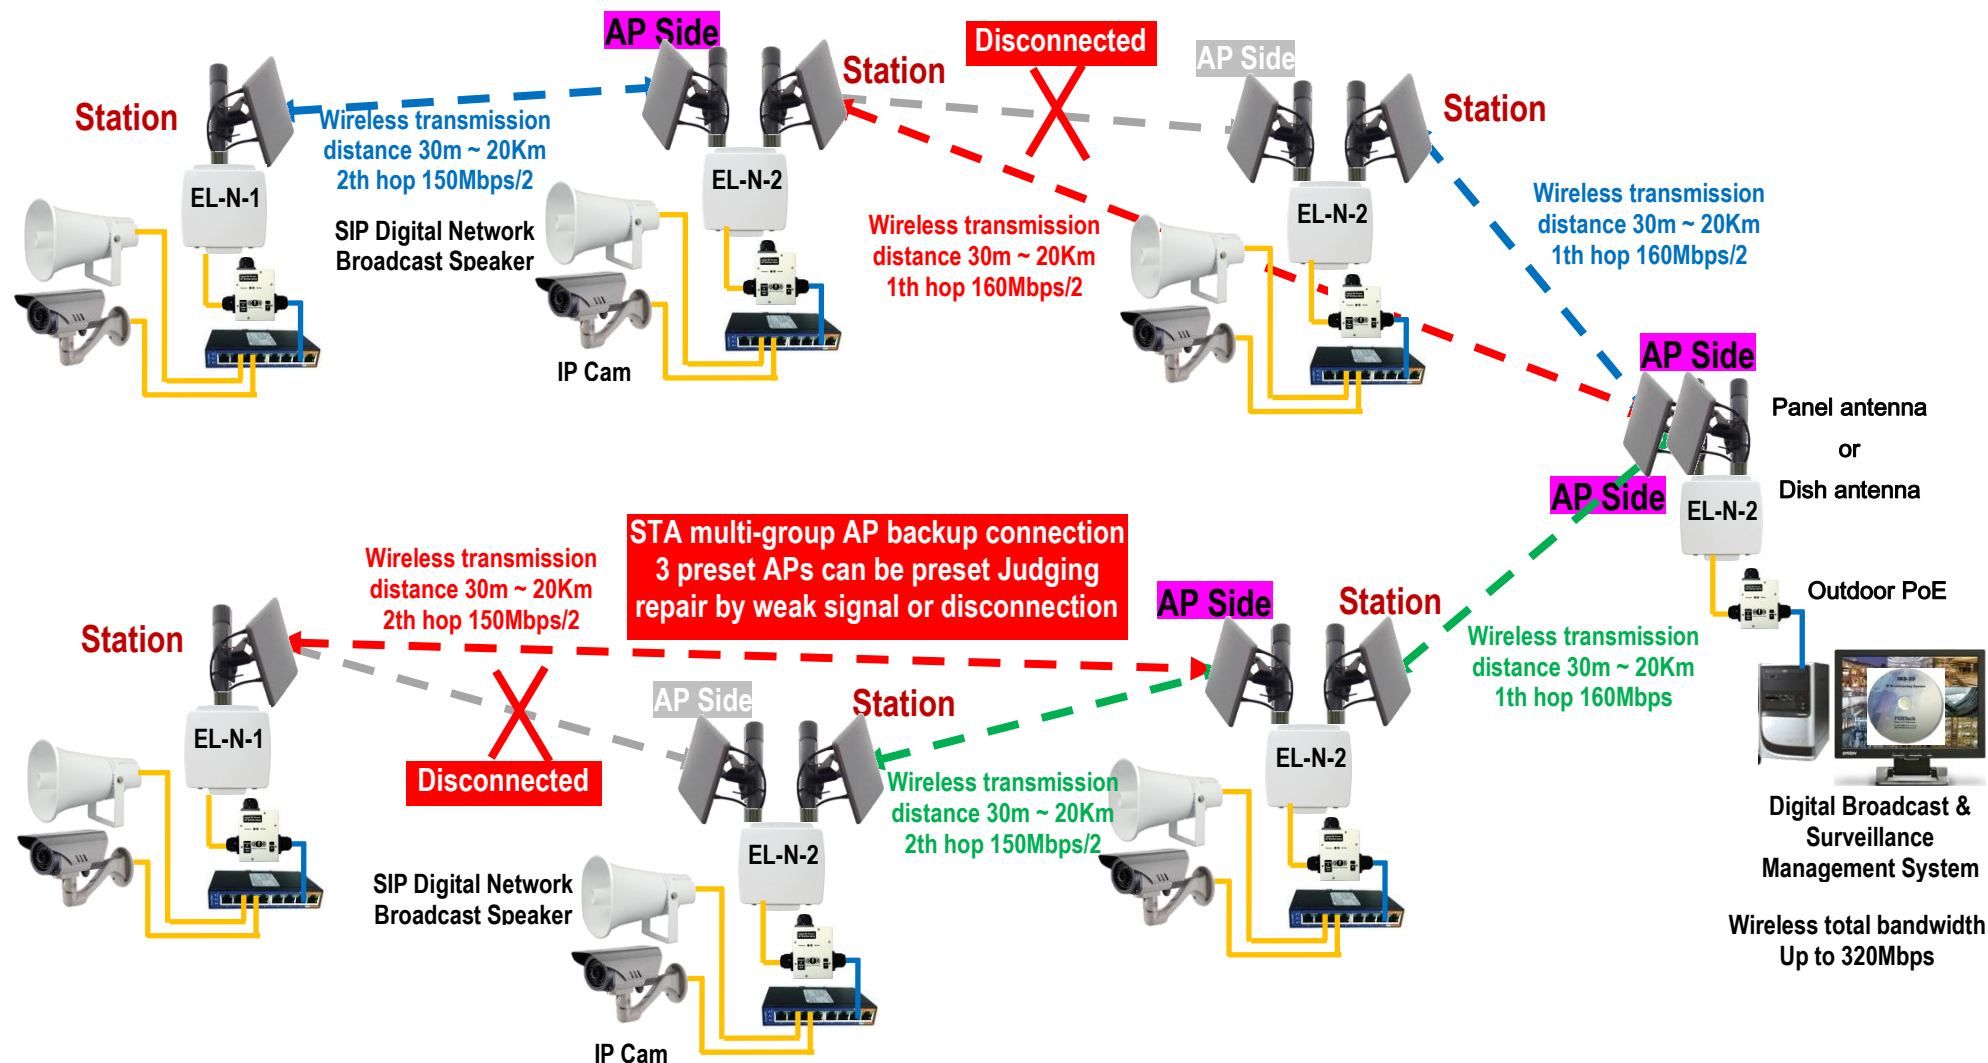 AP Side
Station
Disconnected
AP Side
Station
Station
Wireless transmission
distance 30m ~ 20Km
2th hop 150Mbps/2
EL-N-1
EL-N-2
EL-N-2
SIP Digital Network
Broadcast Speaker
Wireless transmission
distance 30m ~ 20Km
1th hop 160Mbps/2
Wireless transmission
distance 30m ~ 20Km
1th hop 160Mbps/2
IP Cam
AP Side
Panel antenna
or
Dish antenna
AP Side
EL-N-2
Outdoor PoE
STA multi-group AP backup connection
3 preset APs can be preset Judging
repair by weak signal or disconnection
Wireless transmission
distance 30m ~ 20Km
2th hop 150Mbps/2
Station
AP Side
Station
Wireless transmission
distance 30m ~ 20Km
1th hop 160Mbps
AP Side
Station
EL-N-1
Disconnected
EL-N-2
Wireless transmission
distance 30m ~ 20Km
2th hop 150Mbps/2
EL-N-2
SIP Digital Network
Broadcast Speaker
IP Cam
Digital Broadcast &
Surveillance
Management System
Wireless total bandwidth
Up to 320Mbps